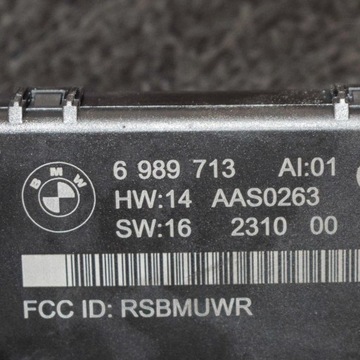 BMW
6 989 713 AI:01
HW:14 AAS0263
SW:16 2310 00
FCC ID: RSBMUWR